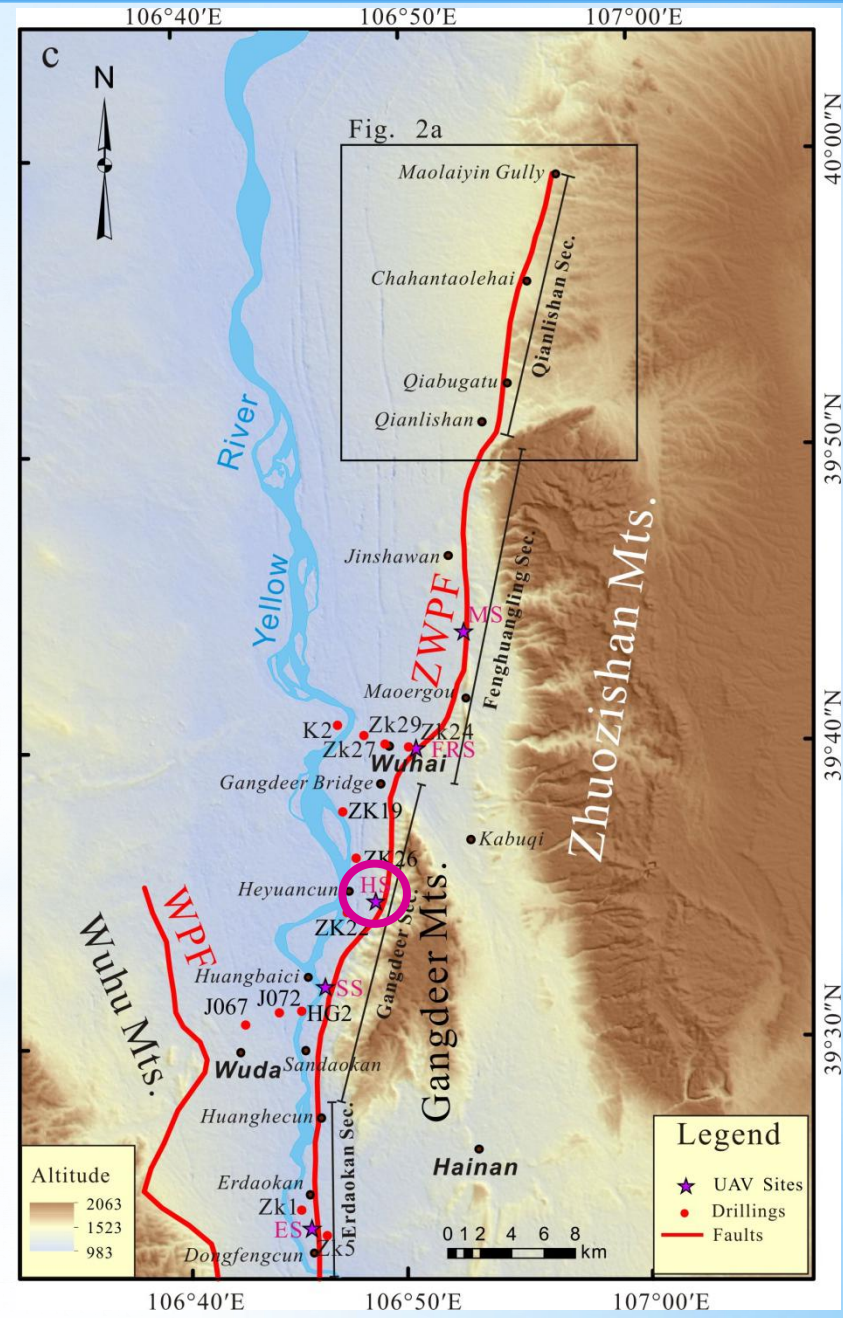 106°40′E 106°50′E 107°00′E
c
N
Fig. 2a
40°00″N
Maolaiyin Gully
Chahantaolehai
Qianlishan Sec.
Qiabugatu
Qianlishan
39°50″N
River
Yellow
Jinshawan
Fenghuangling Sec.
ZWPF
MS
Zhuozishan Mts.
Maoergou
K2
Zk29
Zk24
Zk27
FRS
Wuhai
39°40″N
Gangdeer Bridge
ZK19
Kabuqi
ZK26
HS
Heyuancun
ZK22
Gangdeer Sec.
Gangdeer Mts.
WPF
Wuhu Mts.
Huangbaici
SS
J067
J072
HG2
39°30″N
Wuda
Sandaokan
Huanghecun
Erdaokan Sec.
Hainan
Erdaokan
Zk1
ES
Zk5
Dongfengcun
Altitude
2063
1523
983
0 1 2 4 6 8
km
Legend
UAV Sites
Drillings
Faults
106°40′E 106°50′E 107°00′E